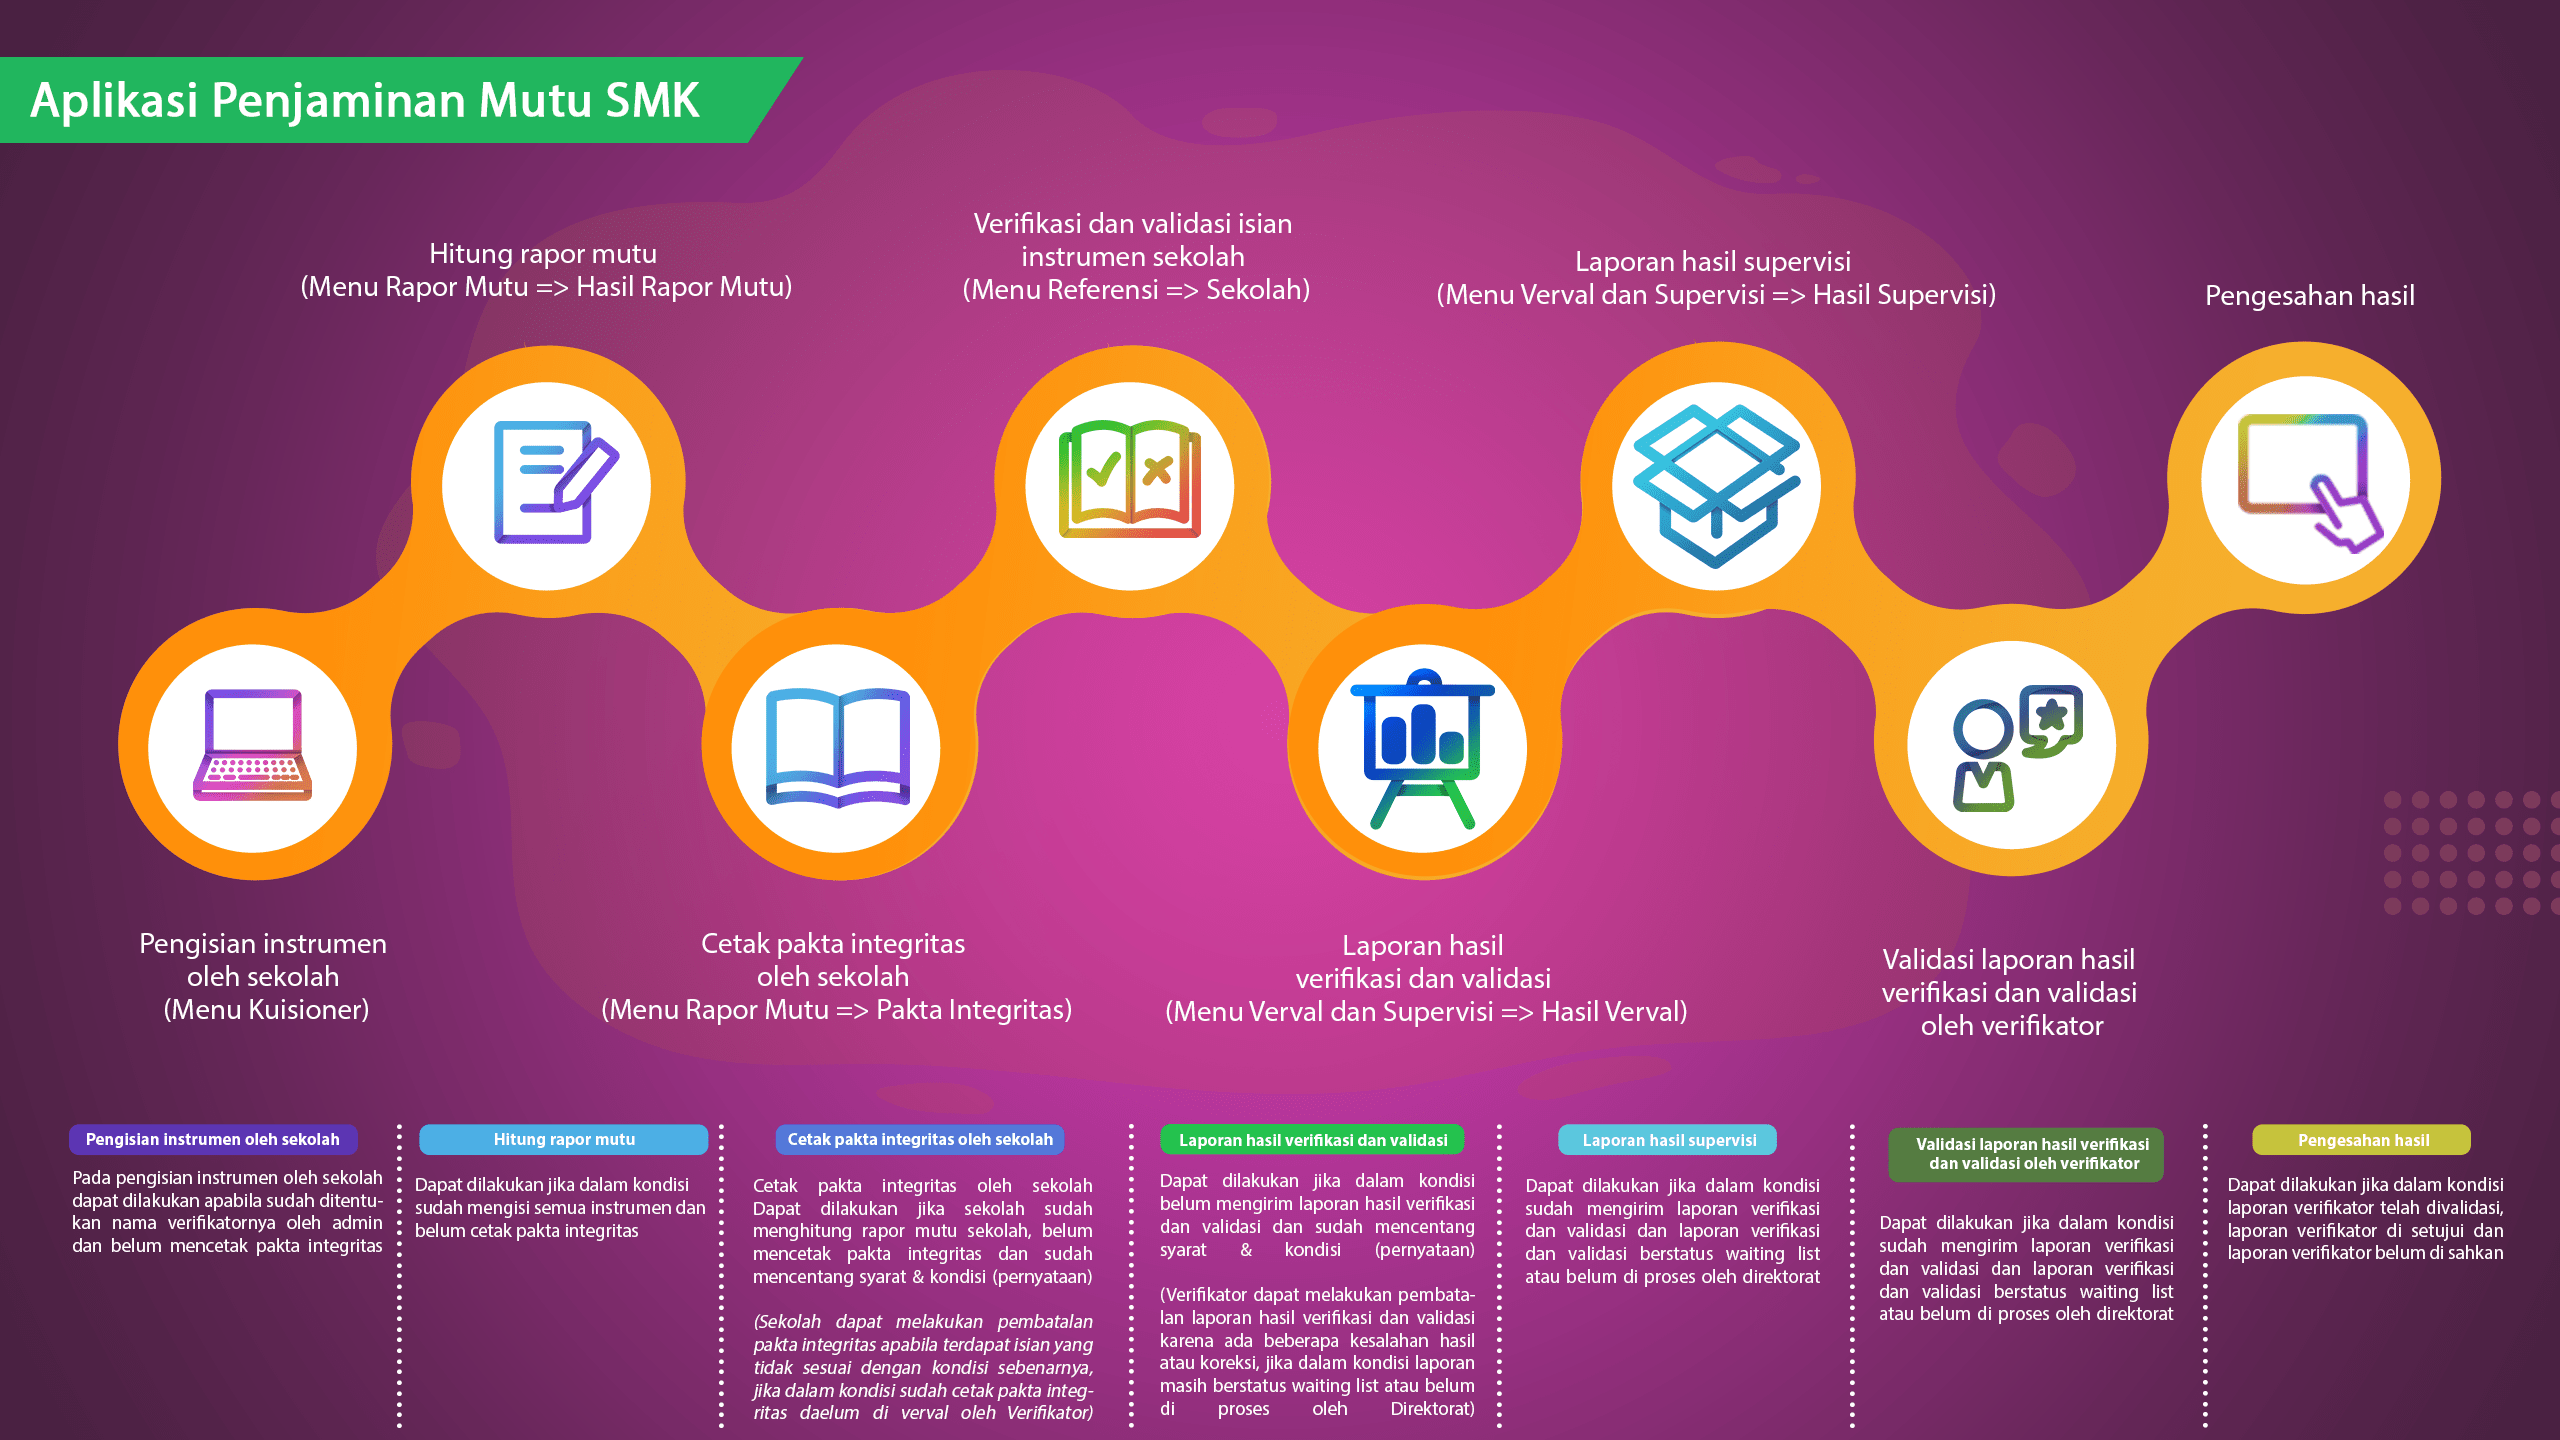 Aplikasi Penjaminan Mutu SMK
Hitung rapor mutu
(Menu Rapor Mutu => Hasil Rapor Mutu)
Verifikasi dan validasi isian
instrumen sekolah
(Menu Referensi => Sekolah)
Laporan hasil supervisi
(Menu Verval dan Supervisi => Hasil Supervisi)
Pengesahan hasil
Pengisian instrumen
oleh sekolah
(Menu Kuisioner)
Cetak pakta integritas
oleh sekolah
(Menu Rapor Mutu => Pakta Integritas)
Laporan hasil
verifikasi dan validasi
(Menu Verval dan Supervisi => Hasil Verval)
Validasi laporan hasil
verifikasi dan validasi
oleh verifikator
Pengisian instrumen oleh sekolah
Pada pengisian instrumen oleh sekolah
dapat dilakukan apabila sudah ditentu-
kan nama verifikatornya oleh admin
dan belum mencetak pakta integritas
Hitung rapor mutu
Dapat dilakukan jika dalam kondisi
sudah mengisi semua instrumen dan
belum cetak pakta integritas
Cetak pakta integritas oleh sekolah
Cetak pakta integritas oleh sekolah
Dapat dilakukan jika sekolah sudah
menghitung rapor mutu sekolah, belum
mencetak pakta integritas dan sudah
mencentang syarat & kondisi (pernyataan)
(Sekolah dapat melakukan pembatalan
pakta integritas apabila terdapat isian yang
tidak sesuai dengan kondisi sebenarnya,
jika dalam kondisi sudah cetak pakta integ-
ritas daelum di verval oleh Verifikator)
Laporan hasil verifikasi dan validasi
Dapat dilakukan jika dalam kondisi
belum mengirim laporan hasil verifikasi
dan validasi dan sudah mencentang
syarat & kondisi (pernyataan)
(Verifikator dapat melakukan pembata-
lan laporan hasil verifikasi dan validasi
karena ada beberapa kesalahan hasil
atau koreksi, jika dalam kondisi laporan
masih berstatus waiting list atau belum
di proses oleh Direktorat)
Laporan hasil supervisi
Dapat dilakukan jika dalam kondisi
sudah mengirim laporan verifikasi
dan validasi dan laporan verifikasi
dan validasi berstatus waiting list
atau belum di proses oleh direktorat
Validasi laporan hasil verifikasi
dan validasi oleh verifikator
Dapat dilakukan jika dalam kondisi
sudah mengirim laporan verifikasi
dan validasi dan laporan verifikasi
dan validasi berstatus waiting list
atau belum di proses oleh direktorat
Pengesahan hasil
Dapat dilakukan jika dalam kondisi
laporan verifikator telah divalidasi,
laporan verifikator di setujui dan
laporan verifikator belum di sahkan